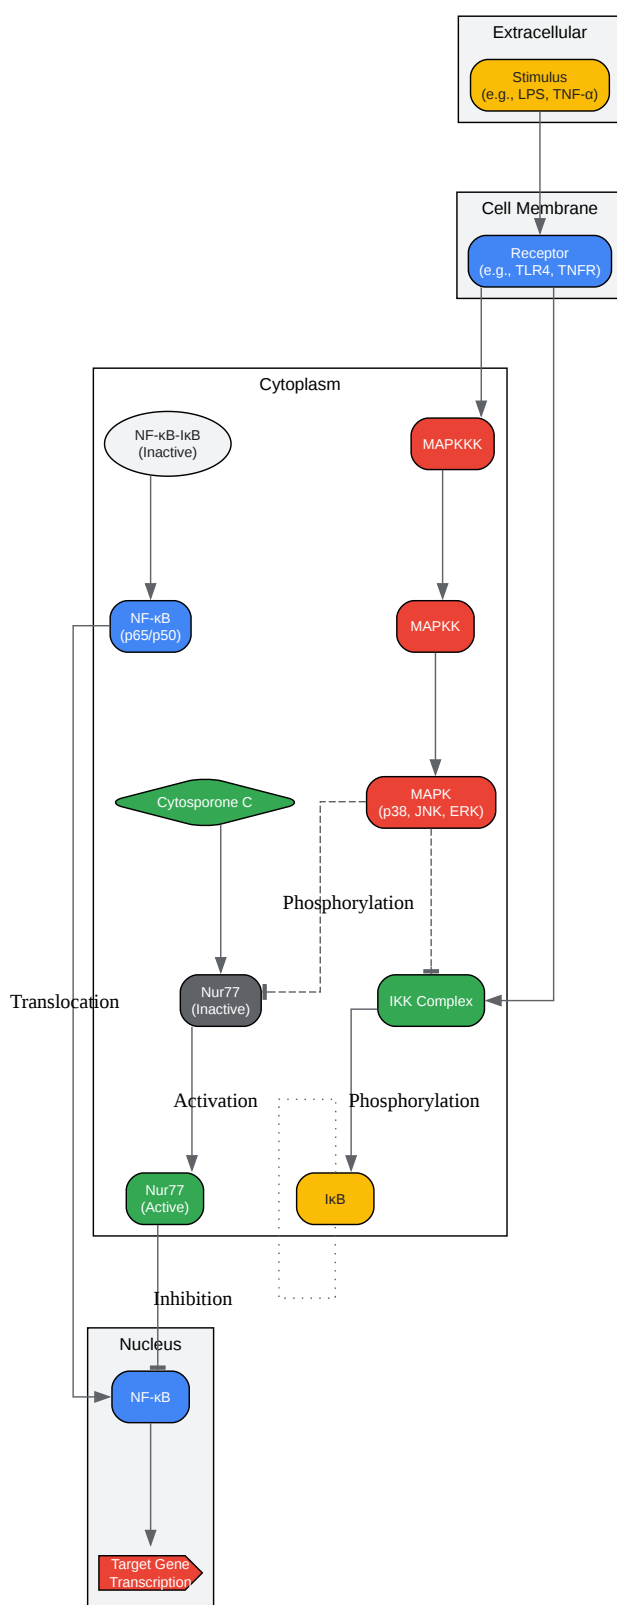 Extracellular
Stimulus
(e.g., LPS, TNF-α)
Cell Membrane
Receptor
(e.g., TLR4, TNFR)
Cytoplasm
NF-κB-IκB
(Inactive)
MAPKKK
NF-κB
(p65/p50)
MAPKK
Cytosporone C
MAPK
(p38, JNK, ERK)
Phosphorylation
Nur77
(Inactive)
IKK Complex
Translocation
Activation
Phosphorylation
Nur77
(Active)
IκB
Inhibition
Nucleus
NF-κB
Target Gene
Transcription